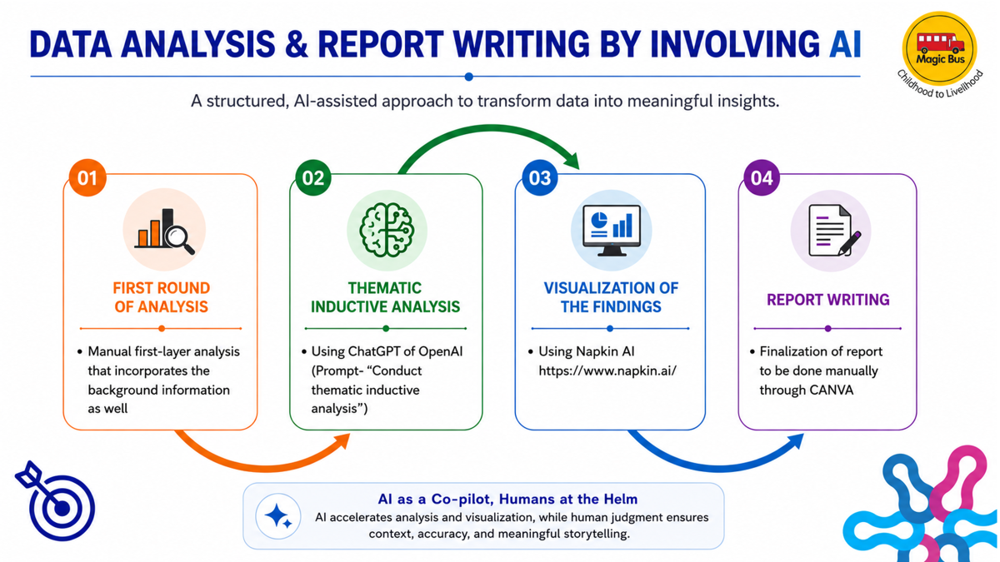 DATA ANALYSIS & REPORT WRITING BY INVOLVING AI
Magic Bus
Childhood to Livelihood
A structured, AI-assisted approach to transform data into meaningful insights.
01
FIRST ROUND
OF ANALYSIS
• Manual first-layer analysis
that incorporates the
background information
as well
02
THEMATIC
INDUCTIVE ANALYSIS
• Using ChatGPT of OpenAI
(Prompt- “Conduct
thematic inductive
analysis”)
03
VISUALIZATION OF
THE FINDINGS
• Using Napkin AI
https://www.napkin.ai/
04
REPORT WRITING
• Finalization of report
to be done manually
through CANVA
AI as a Co-pilot, Humans at the Helm
AI accelerates analysis and visualization, while human judgment ensures
context, accuracy, and meaningful storytelling.